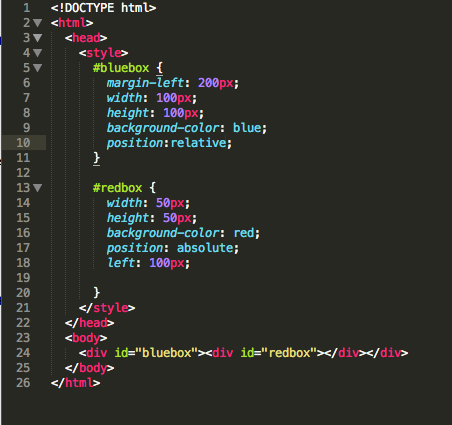 1 <!DOCTYPE html>
2 <html>
3 <head>
4 <style>
5 #bluebox {
6 margin-left: 200px;
7 width: 100px;
8 height: 100px;
9 background-color: blue;
10 position:relative;
11 }
12
13 #redbox {
14 width: 50px;
15 height: 50px;
16 background-color: red;
17 position: absolute;
18 left: 100px;
19
20 }
21 </style>
22 </head>
23 <body>
24 <div id="bluebox"><div id="redbox"></div></div>
25 </body>
26 </html>